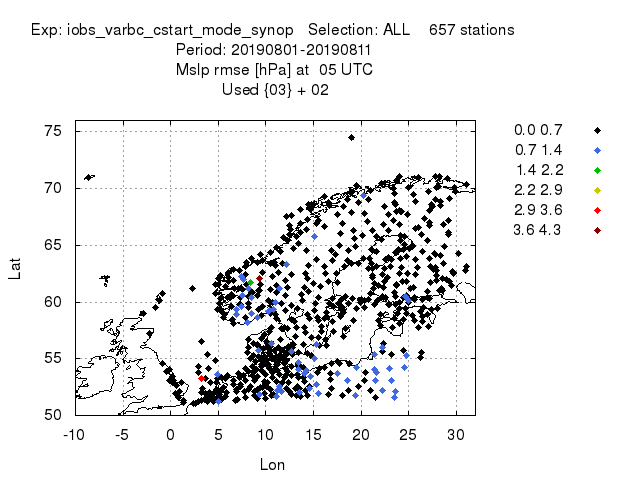 Exp: iobs_varbc_cstart_mode_synop Selection: ALL 657 stations
Period: 20190801-20190811
Mslp rmse [hPa] at 05 UTC
Used {03} + 02
0.0 0.7
0.7 1.4
1.4 2.2
2.2 2.9
2.9 3.6
3.6 4.3
Lat
75
70
65
60
55
50
-10 -5 0 5 10 15 20 25 30
Lon